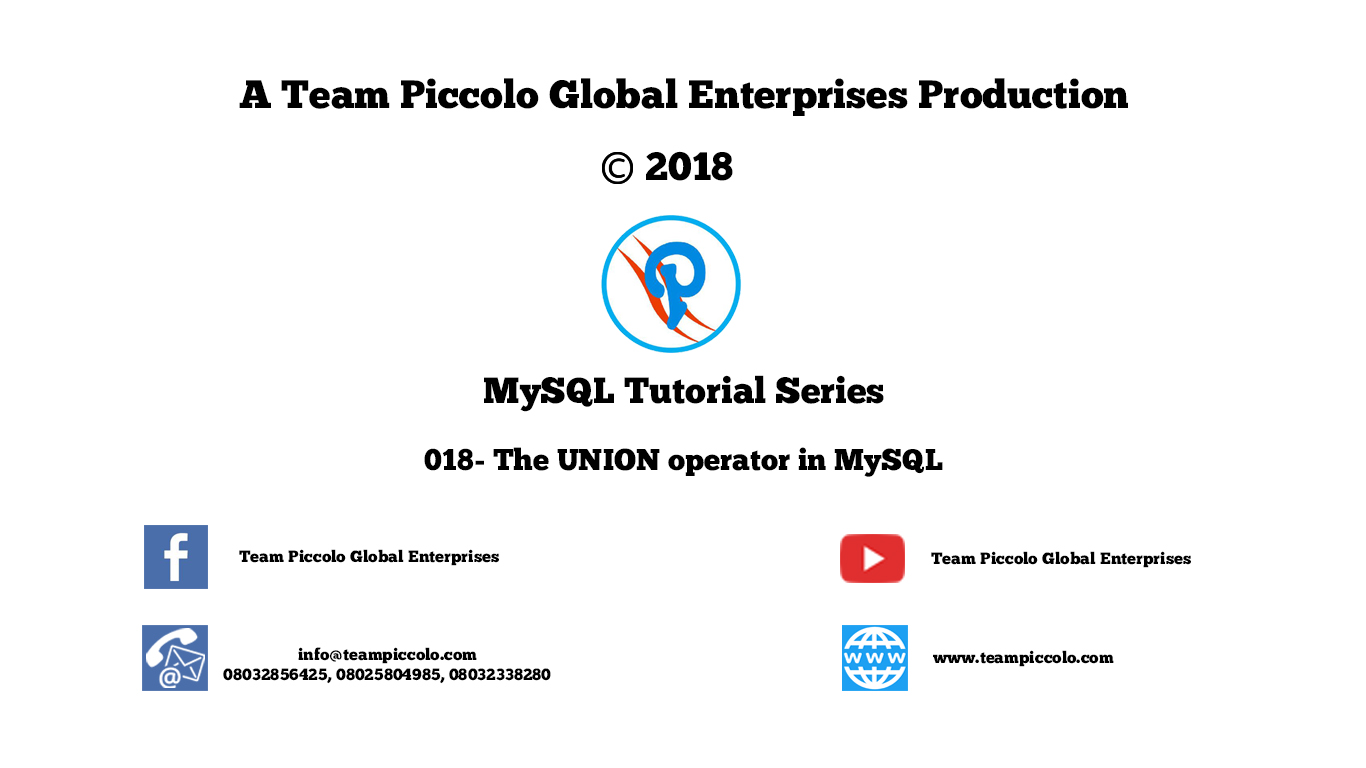 A Team Piccolo Global Enterprises Production
© 2018
P
MySQL Tutorial Series
018- The UNION operator in MySQL
f
Team Piccolo Global Enterprises
Team Piccolo Global Enterprises
@
info@teampiccolo.com
08032856425, 08025804985, 08032338280
www
www.teampiccolo.com